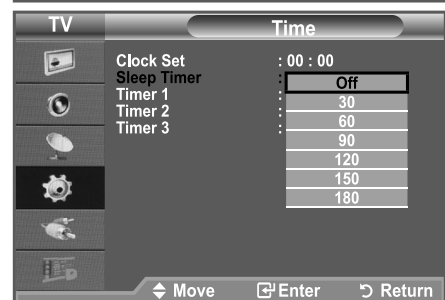 TV Time
Clock Set : 00 : 00
Sleep Timer : Off
Timer 1 : 30
Timer 2 : 60
Timer 3 : 90
120
150
180
Move Enter Return